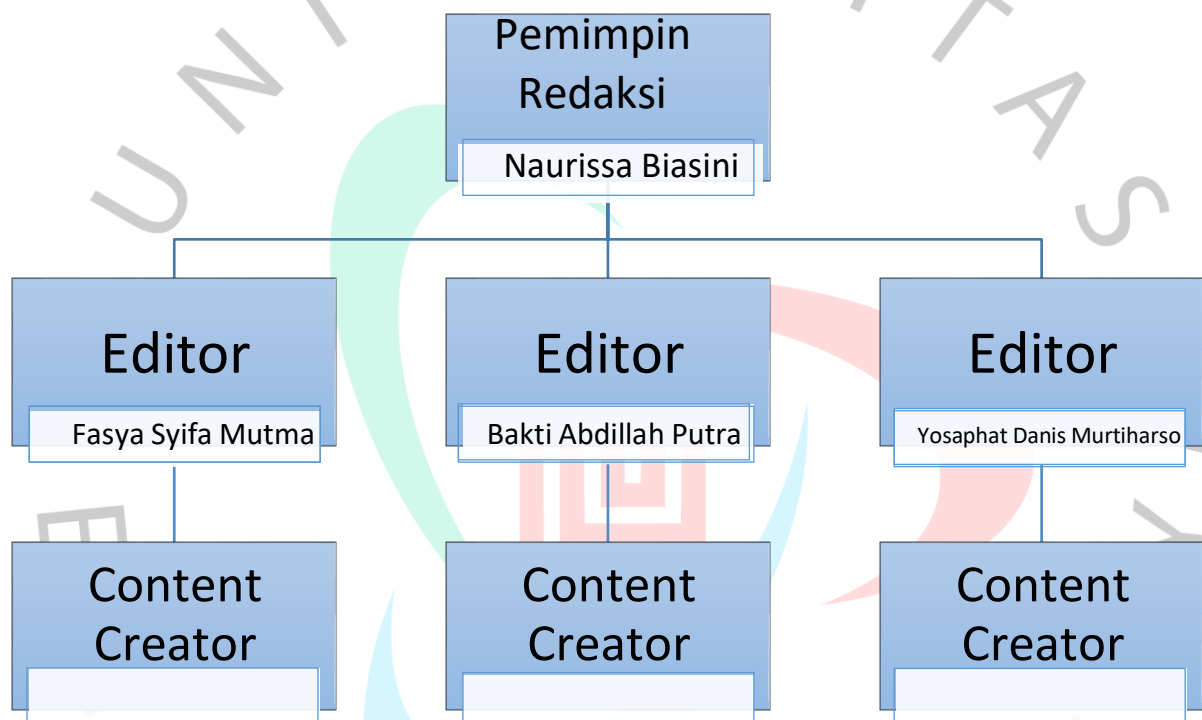 Pemimpin
Redaksi
Naurissa Biasini
Editor
Fasya Syifa Mutma
Editor
Bakti Abdillah Putra
Editor
Yosaphat Danis Murtiharso
Content
Creator
Content
Creator
Content
Creator